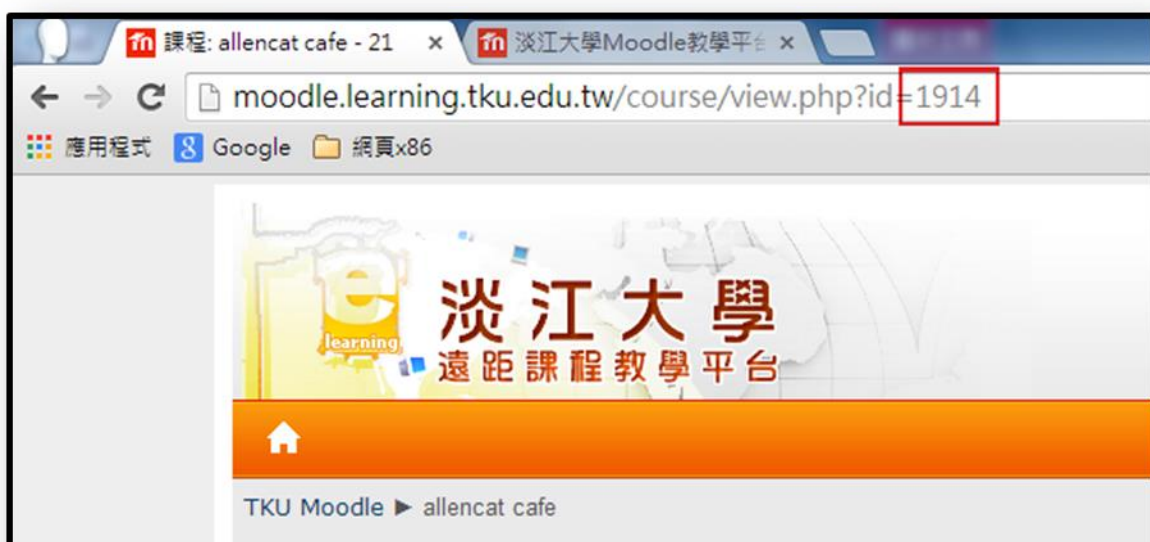 課程: allencat cafe - 21 × 淡江大學Moodle教學平 ×
moodle.learning.tku.edu.tw/course/view.php?id=1914
應用程式 Google 網頁x86
e
learning
淡江大學
遠距課程教學平台
TKU Moodle ► allencat cafe